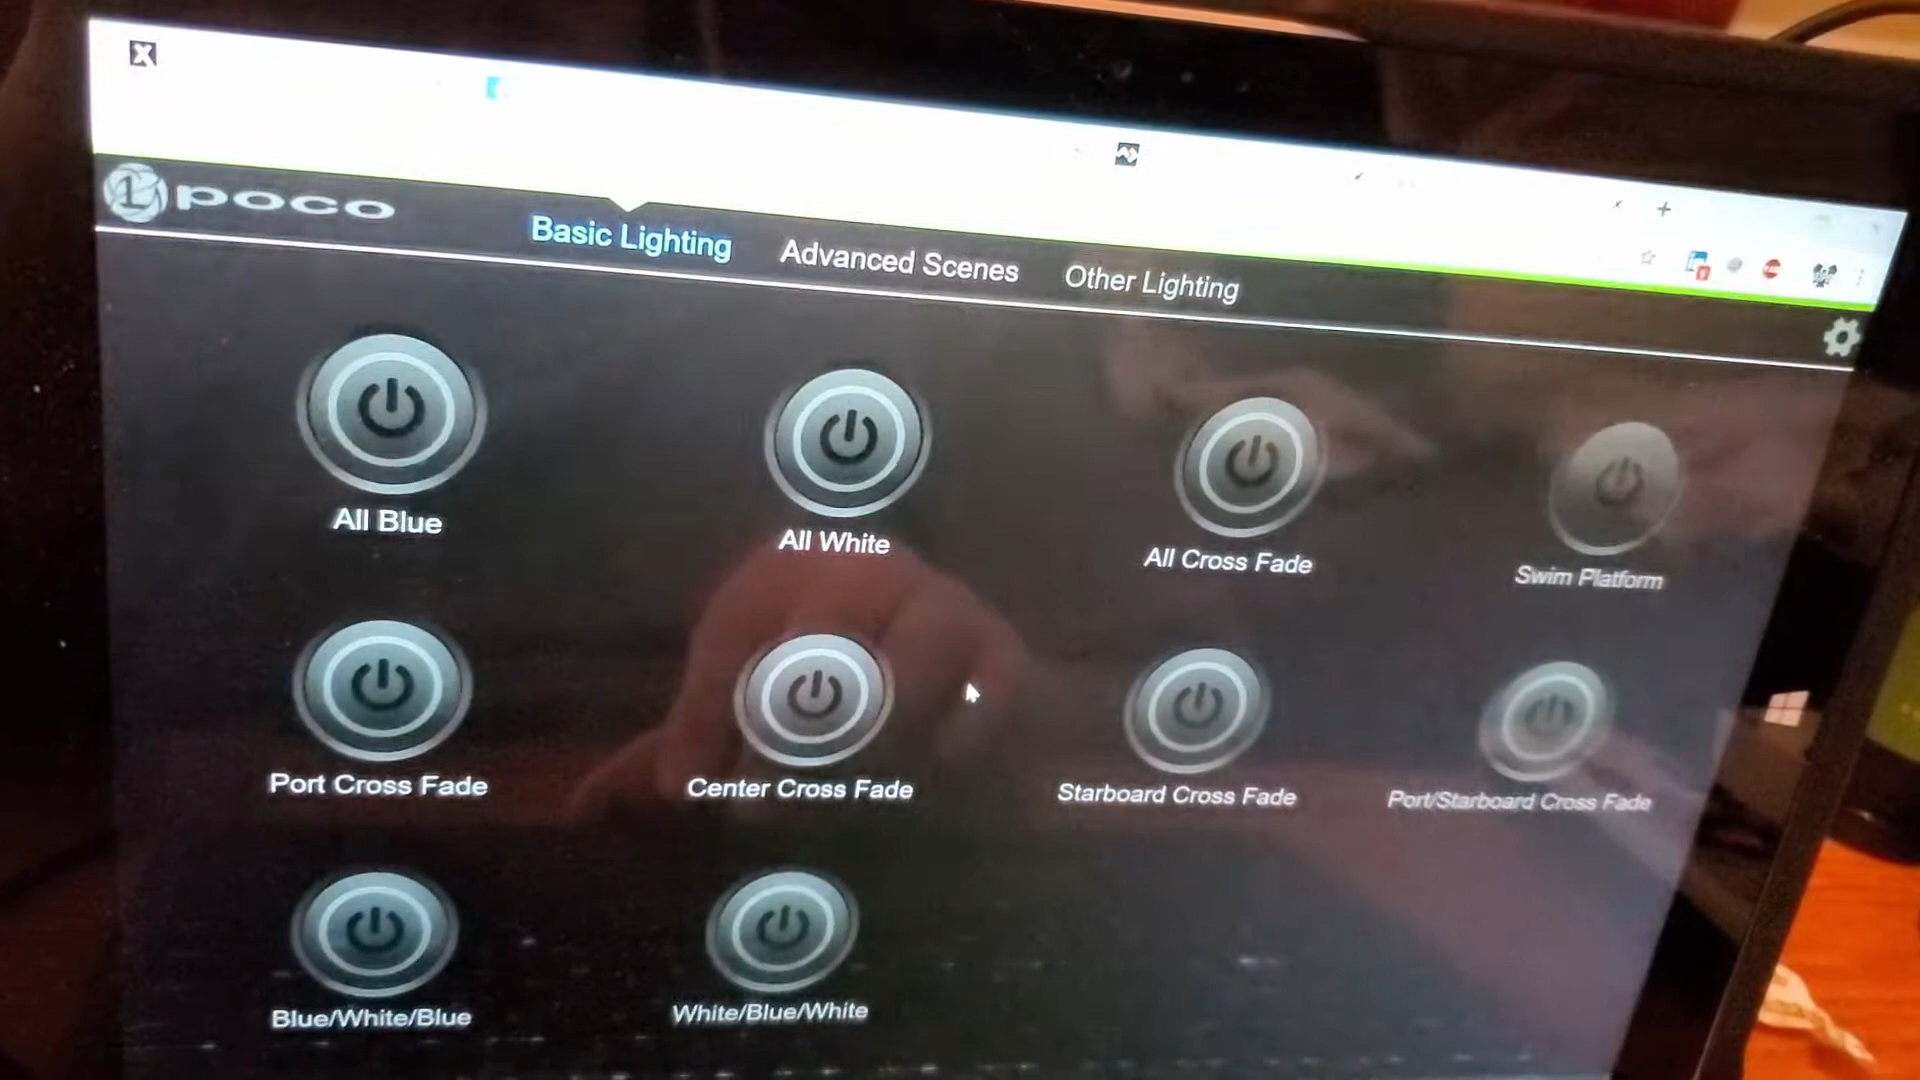 poco
Basic Lighting
Advanced Scenes
Other Lighting
All Blue
All White
All Cross Fade
Swim Platform
Port Cross Fade
Center Cross Fade
Starboard Cross Fade
Port/Starboard Cross Fade
Blue/White/Blue
White/Blue/White